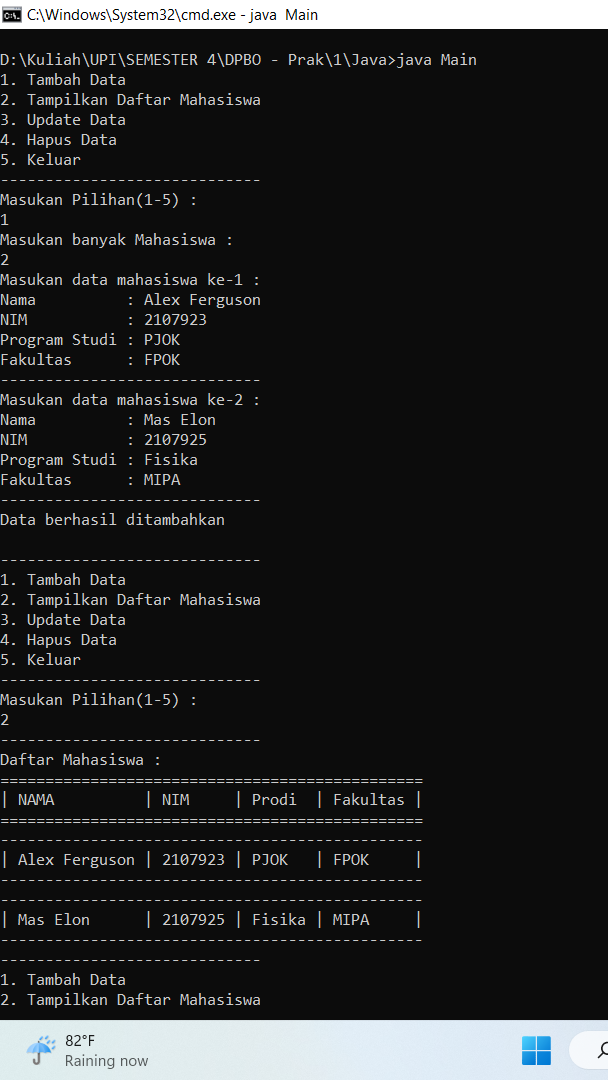 C:\Windows\System32\cmd.exe - java  Main
D:\Kuliah\UPI\SEMESTER 4\DPBO - Prak\1\Java>java Main
1. Tambah Data
2. Tampilkan Daftar Mahasiswa
3. Update Data
4. Hapus Data
5. Keluar
-----------------------------
Masukan Pilihan(1-5) :
1
Masukan banyak Mahasiswa :
2
Masukan data mahasiswa ke-1 :
Nama          : Alex Ferguson
NIM           : 2107923
Program Studi : PJOK
Fakultas      : FPOK
-----------------------------
Masukan data mahasiswa ke-2 :
Nama          : Mas Elon
NIM           : 2107925
Program Studi : Fisika
Fakultas      : MIPA
-----------------------------
Data berhasil ditambahkan
-----------------------------
1. Tambah Data
2. Tampilkan Daftar Mahasiswa
3. Update Data
4. Hapus Data
5. Keluar
-----------------------------
Masukan Pilihan(1-5) :
2
-----------------------------
Daftar Mahasiswa :
===============================================
| NAMA          | NIM     | Prodi  | Fakultas |
===============================================
-----------------------------------------------
| Alex Ferguson | 2107923 | PJOK   | FPOK     |
-----------------------------------------------
-----------------------------------------------
| Mas Elon      | 2107925 | Fisika | MIPA     |
-----------------------------------------------
-----------------------------
1. Tambah Data
2. Tampilkan Daftar Mahasiswa
82°F
Raining now